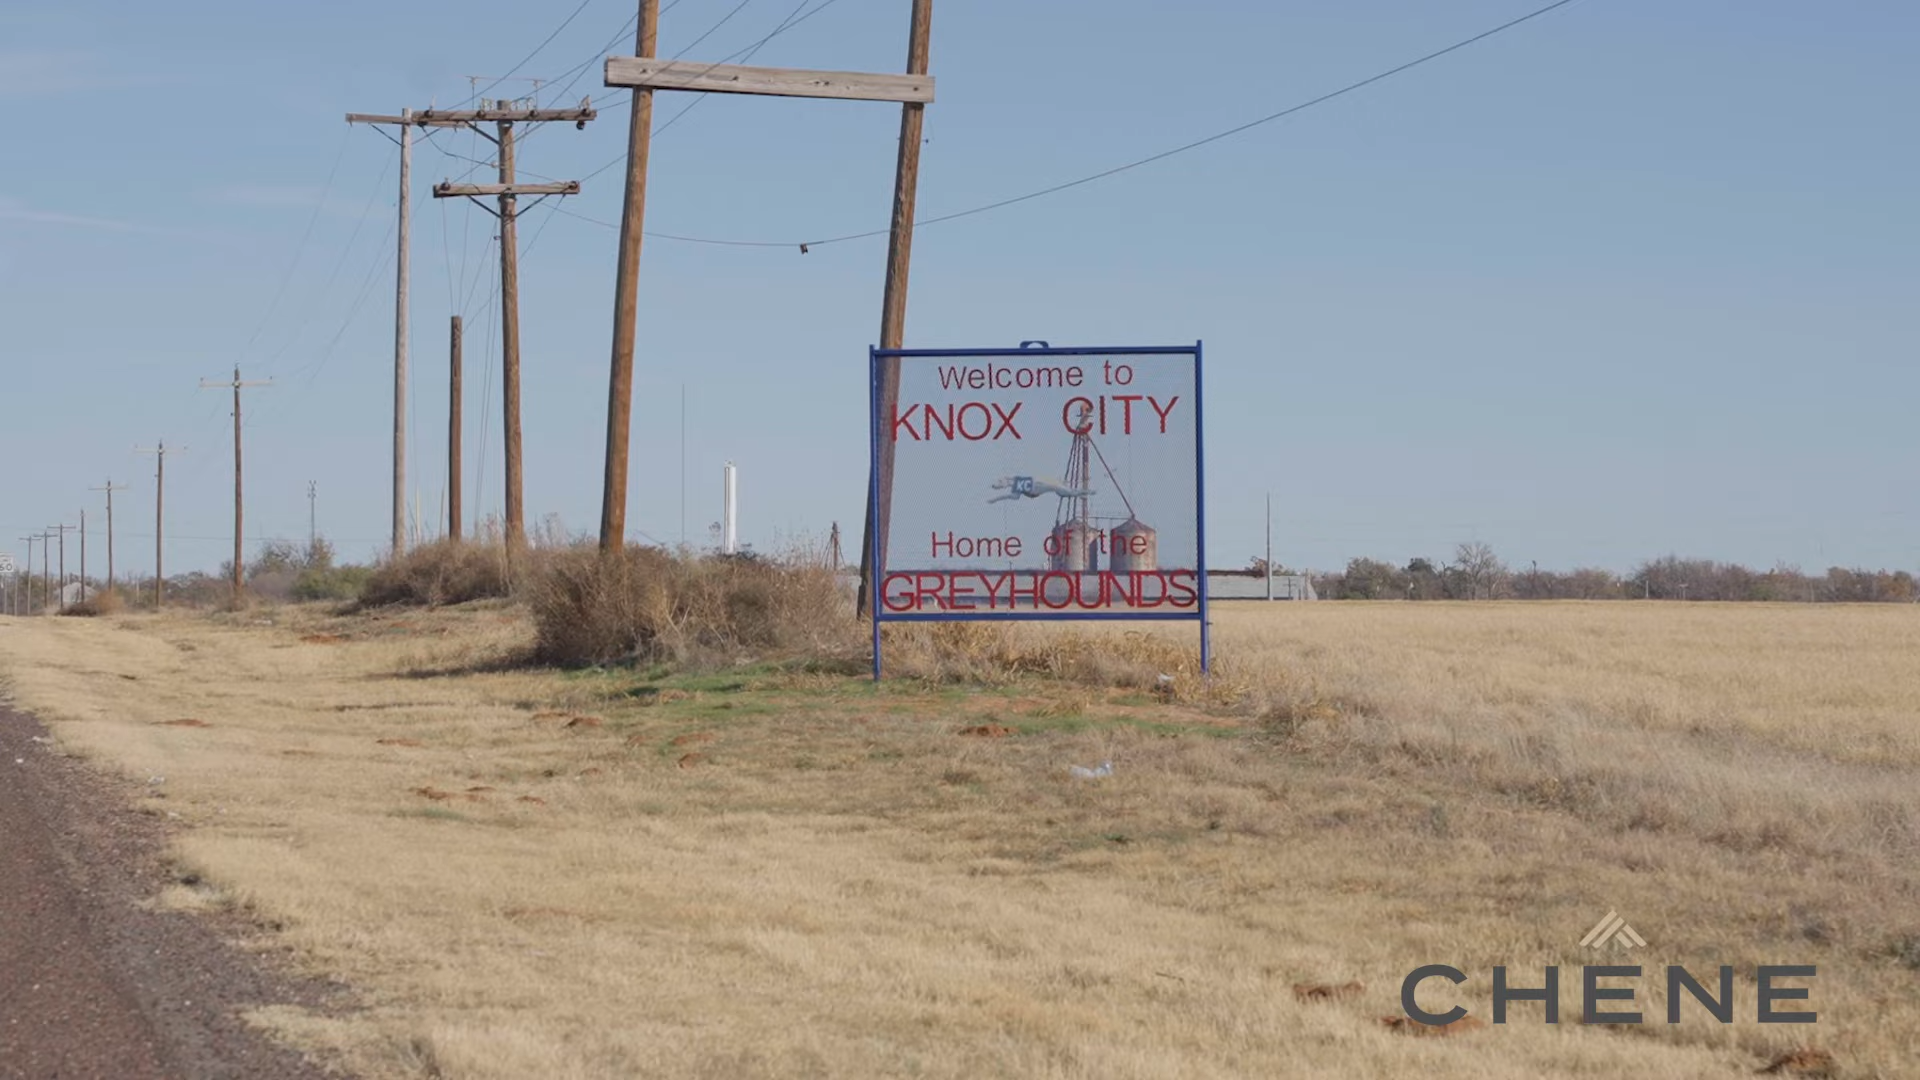 Welcome to
KNOX CITY
KC
Home of the
GREYHOUNDS
CHENE